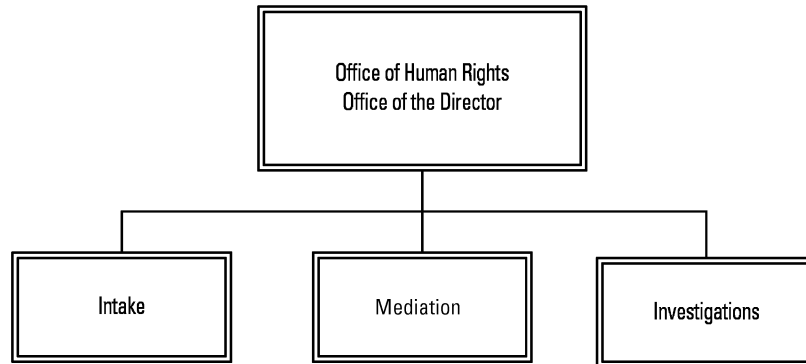 Office of Human Rights
Office of the Director
Intake
Mediation
Investigations